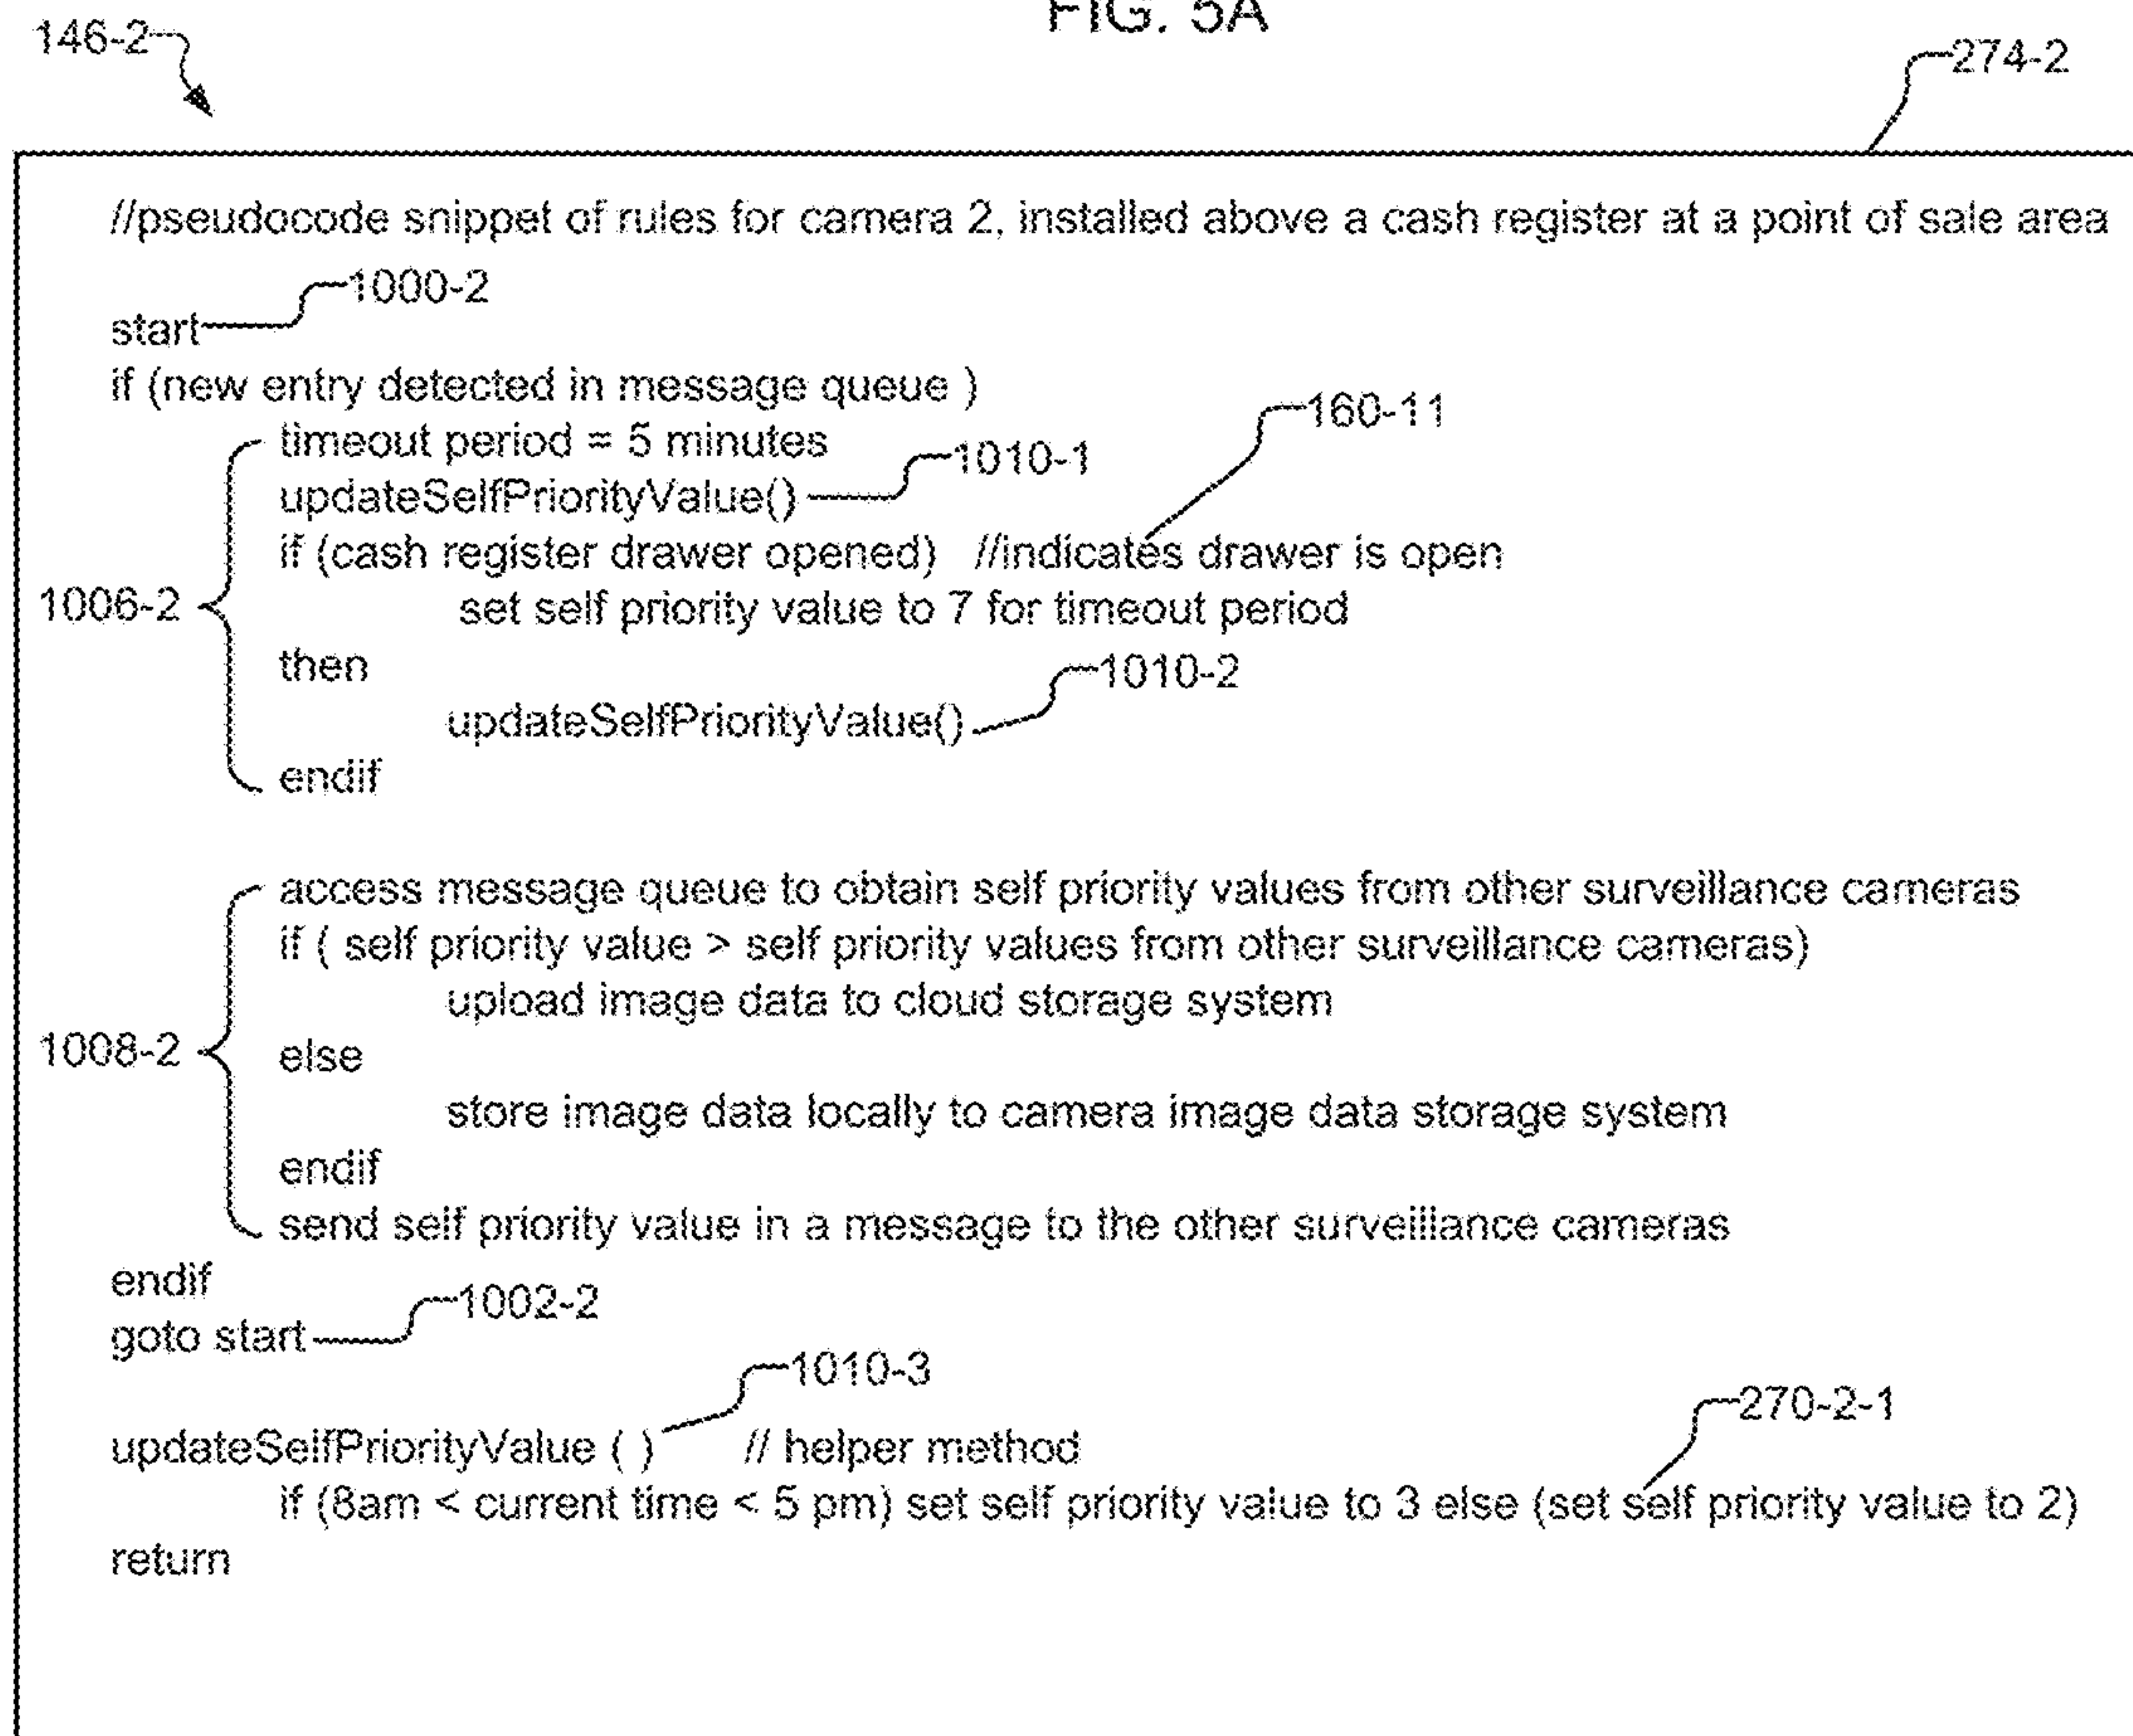 FIG. 5A
146-2
274-2
//pseudocode snippet of rules for camera 2, installed above a cash register at a point of sale area
1000-2
start
if (new entry detected in message queue )
160-11
timeout period = 5 minutes
1010-1
updateSelfPriorityValue()
if (cash register drawer opened) //indicates drawer is open
1006-2
set self priority value to 7 for timeout period
then
1010-2
updateSelfPriorityValue()
endif
access message queue to obtain self priority values from other surveillance cameras
if ( self priority value > self priority values from other surveillance cameras)
upload image data to cloud storage system
1008-2
else
store image data locally to camera image data storage system
endif
send self priority value in a message to the other surveillance cameras
endif
1002-2
goto start
1010-3
270-2-1
updateSelfPriorityValue ( ) // helper method
if (8am < current time < 5 pm) set self priority value to 3 else (set self priority value to 2)
return